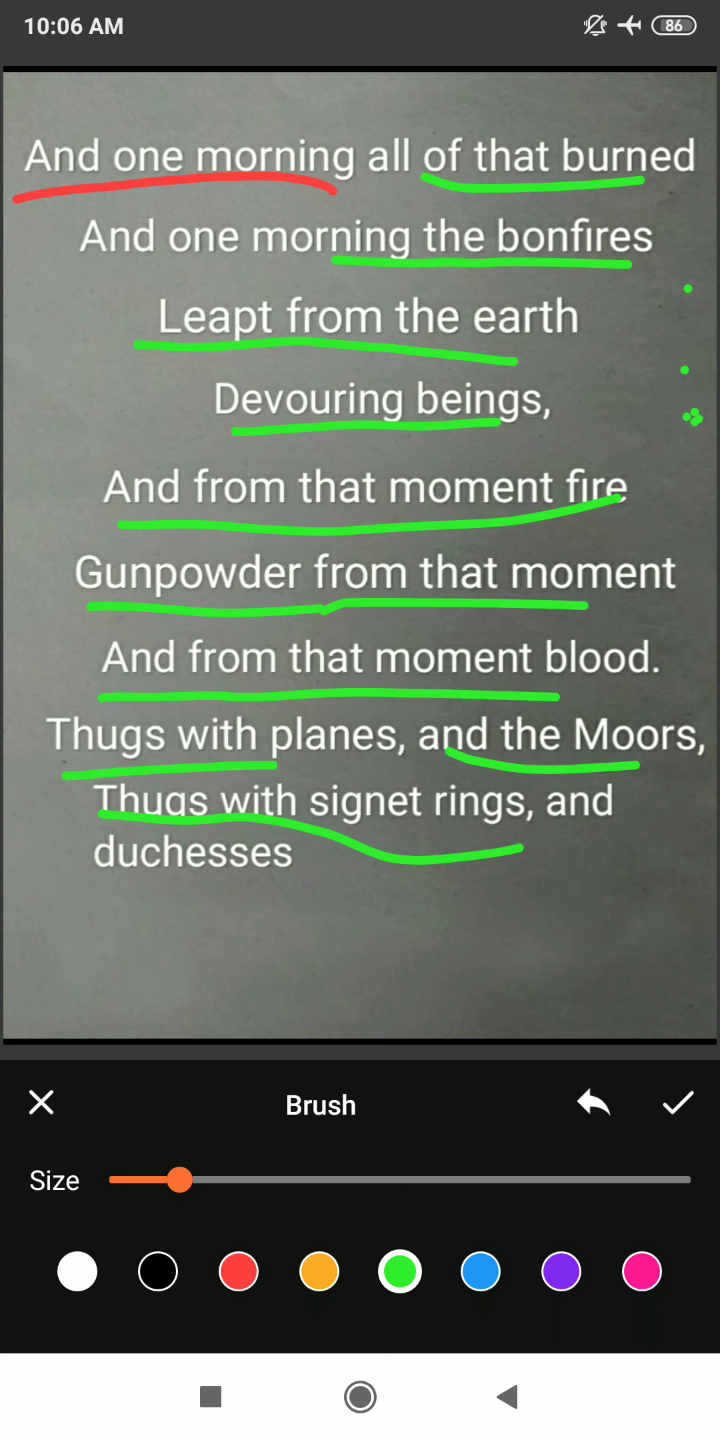 10:06 AM
86
And one morning all of that burned
And one morning the bonfires
Leapt from the earth
Devouring beings,
And from that moment fire
Gunpowder from that moment
And from that moment blood.
Thugs with planes, and the Moors,
Thugs with signet rings, and
duchesses
Brush
Size